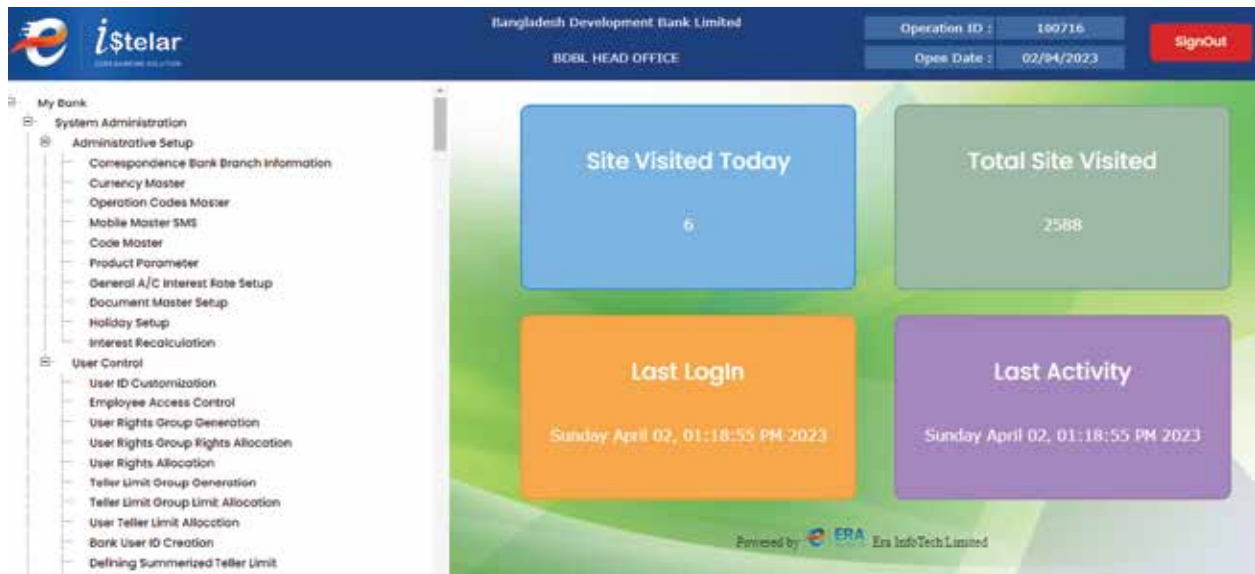 iStelar
CORE BANKING SOLUTION
Bangladesh Development Bank Limited
BDBL HEAD OFFICE
Operation ID : 100716
Open Date : 02/04/2023
SignOut
My Bank
System Administration
Administrative Setup
Correspondence Bank Branch Information
Currency Master
Operation Codes Master
Mobile Master SMS
Code Master
Product Parameter
General A/C Interest Rate Setup
Document Master Setup
Holiday Setup
Interest Recalculation
User Control
User ID Customization
Employee Access Control
User Rights Group Generation
User Rights Group Rights Allocation
User Rights Allocation
Teller Limit Group Generation
Teller Limit Group Limit Allocation
User Teller Limit Allocation
Bank User ID Creation
Defining Summerized Teller Limit
Site Visited Today
6
Total Site Visited
2588
Last Login
Sunday April 02, 01:18:55 PM 2023
Last Activity
Sunday April 02, 01:18:55 PM 2023
Powered by ERA Era InfoTech Limited